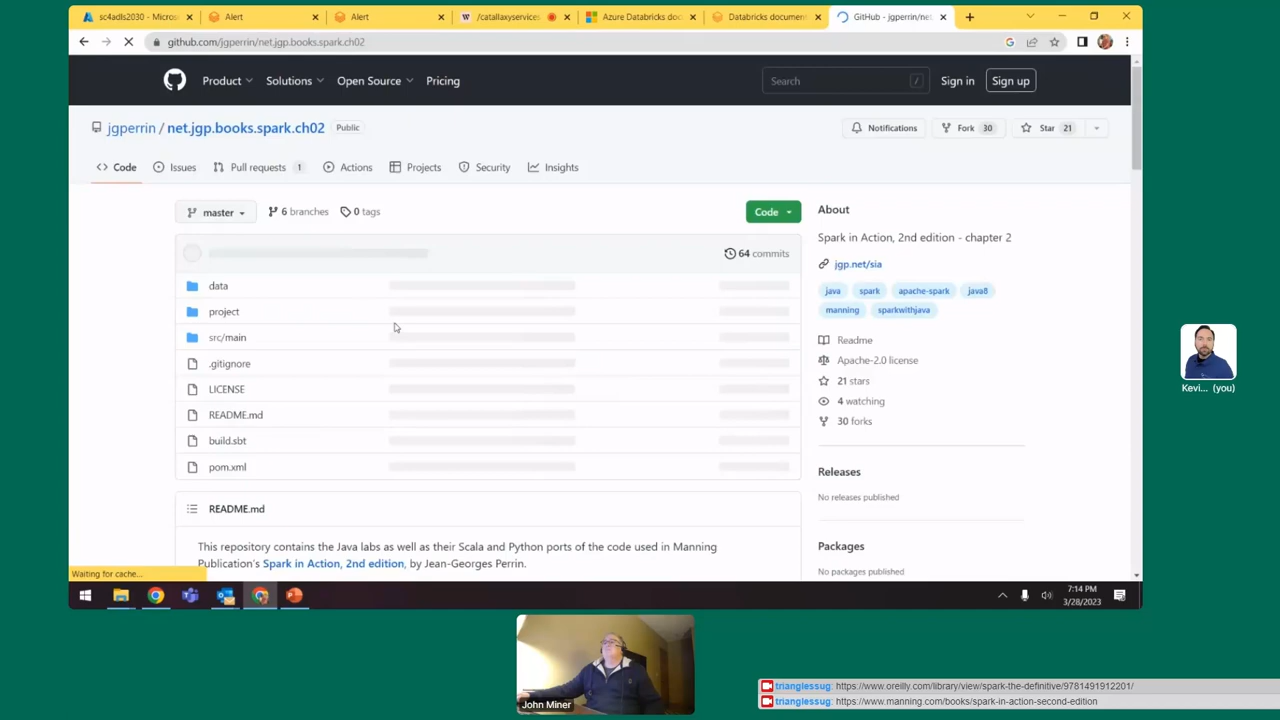 sc4adls2030 - Micros
Alert
Alert
/catallaxyservices
Azure Databricks doc
Databricks document
GitHub - jgperrin/net
github.com/jgperrin/net.jgp.books.spark.ch02
Product
Solutions
Open Source
Pricing
Search
/
Sign in
Sign up
jgperrin / net.jgp.books.spark.ch02
Public
Notifications
Fork 30
Star 21
Code
Issues
Pull requests 1
Actions
Projects
Security
Insights
master
6 branches
0 tags
Code
About
Spark in Action, 2nd edition - chapter 2
64 commits
jgp.net/sia
data
java
spark
apache-spark
java8
project
manning
sparkwithjava
src/main
Readme
.gitignore
Apache-2.0 license
LICENSE
21 stars
4 watching
README.md
30 forks
build.sbt
pom.xml
Releases
No releases published
README.md
Packages
This repository contains the Java labs as well as their Scala and Python ports of the code used in Manning
Publication's Spark in Action, 2nd edition, by Jean-Georges Perrin.
No packages published
Waiting for cache...
7:14 PM
3/28/2023
Kevi... (you)
John Miner
trianglessug: https://www.oreilly.com/library/view/spark-the-definitive/9781491912201/
trianglessug: https://www.manning.com/books/spark-in-action-second-edition